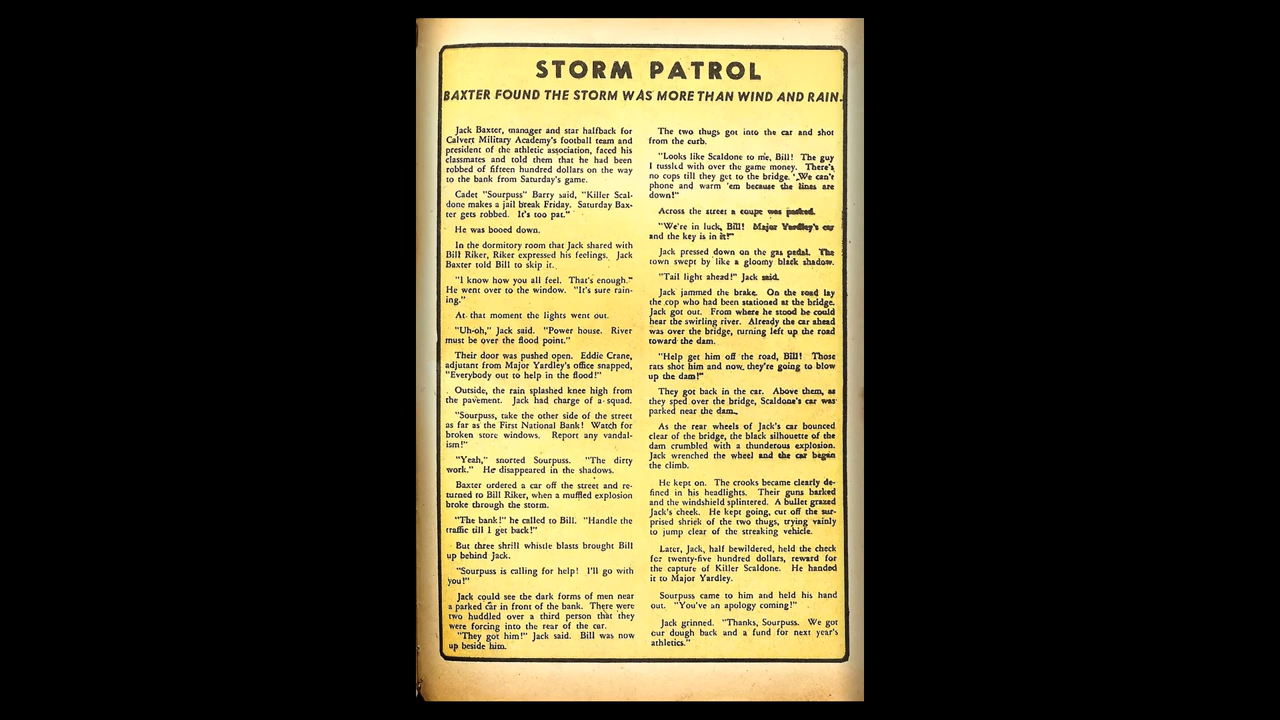 STORM PATROL
BAXTER FOUND THE STORM WAS MORE THAN WIND AND RAIN.
Jack Baxter, manager and star halfback for
Calvert Military Academy's football team and
president of the athletic association, faced his
classmates and told them that he had been
robbed of fifteen hundred dollars on the way
to the bank from Saturday's game.
Cadet "Sourpuss" Barry said, "Killer Scal-
done makes a jail break Friday. Saturday Bax-
ter gets robbed. It's too pat."
He was booed down.
In the dormitory room that Jack shared with
Bill Riker, Riker expressed his feelings. Jack
Baxter told Bill to skip it.
"I know how you all feel. That's enough."
He went over to the window. "It's sure rain-
ing."
At that moment the lights went out.
"Uh-oh," Jack said. "Power house. River
must be over the flood point."
Their door was pushed open. Eddie Crane,
adjutant from Major Yardley's office snapped,
"Everybody out to help in the flood!"
Outside, the rain splashed knee high from
the pavement. Jack had charge of a squad.
"Sourpuss, take the other side of the street
as far as the First National Bank! Watch for
broken store windows. Report any vandal-
ism!"
"Yeah," snorted Sourpuss. "The dirty
work." He disappeared in the shadows.
Baxter ordered a car off the street and re-
turned to Bill Riker, when a muffled explosion
broke through the storm.
"The bank!" he called to Bill. "Handle the
traffic till I get back!"
But three shrill whistle blasts brought Bill
up behind Jack.
"Sourpuss is calling for help! I'll go with
you!"
Jack could see the dark forms of men near
a parked car in front of the bank. There were
two huddled over a third person that they
were forcing into the rear of the car.
"They got him!" Jack said. Bill was now
up beside him.
The two thugs got into the car and shot
from the curb.
"Looks like Scaldone to me, Bill! The guy
I tussled with over the game money. There's
no cops till they get to the bridge. We can't
phone and warn 'em because the lines are
down!"
Across the street a coupe was parked.
"We're in luck, Bill! Major Yardley's car
and the key is in it!"
Jack pressed down on the gas pedal. The
town swept by like a gloomy black shadow.
"Tail light ahead!" Jack said.
Jack jammed the brake. On the road lay
the cop who had been stationed at the bridge.
Jack got out. From where he stood he could
hear the swirling river. Already the car ahead
was over the bridge, turning left up the road
toward the dam.
"Help get him off the road, Bill! Those
rats shot him and now they're going to blow
up the dam!"
They got back in the car. Above them, as
they sped over the bridge, Scaldone's car was
parked near the dam.
As the rear wheels of Jack's car bounced
clear of the bridge, the black silhouette of the
dam crumbled with a thunderous explosion.
Jack wrenched the wheel and the car began
the climb.
He kept on. The crooks became clearly de-
fined in his headlights. Their guns barked
and the windshield splintered. A bullet grazed
Jack's cheek. He kept going, cut off the sur-
prised shriek of the two thugs, trying vainly
to jump clear of the streaking vehicle.
Later, Jack, half bewildered, held the check
for twenty-five hundred dollars, reward for
the capture of Killer Scaldone. He handed
it to Major Yardley.
Sourpuss came to him and held his hand
out. "You've an apology coming!"
Jack grinned. "Thanks, Sourpuss. We got
our dough back and a fund for next year's
athletics."